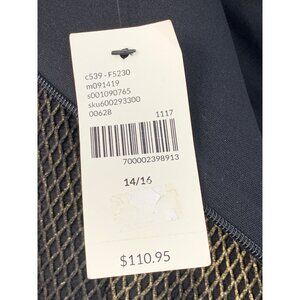 c539 - F5230
m091419
s001090765
sku600293300
00628 1117
700002398913
14/16
$110.95